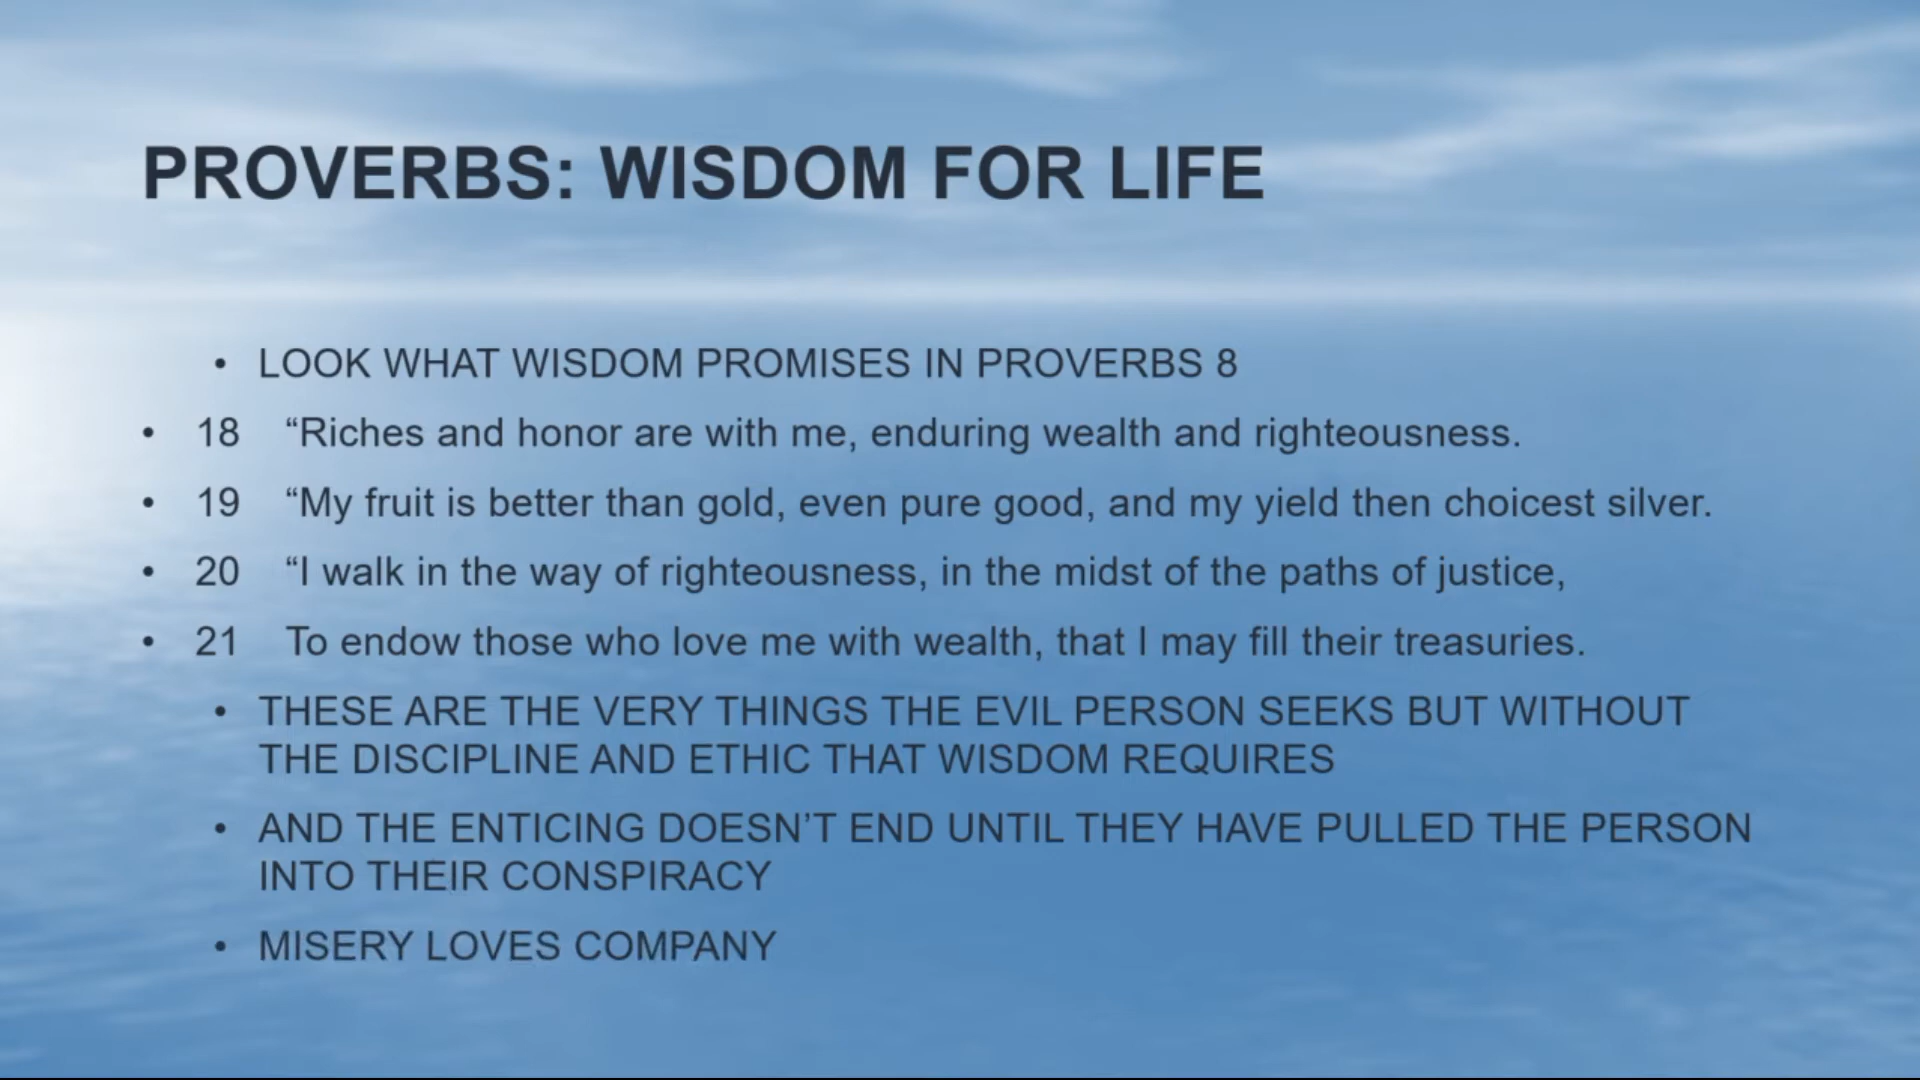 PROVERBS: WISDOM FOR LIFE
• LOOK WHAT WISDOM PROMISES IN PROVERBS 8
• 18 “Riches and honor are with me, enduring wealth and righteousness.
• 19 “My fruit is better than gold, even pure good, and my yield then choicest silver.
• 20 “I walk in the way of righteousness, in the midst of the paths of justice,
• 21 To endow those who love me with wealth, that I may fill their treasuries.
• THESE ARE THE VERY THINGS THE EVIL PERSON SEEKS BUT WITHOUT
THE DISCIPLINE AND ETHIC THAT WISDOM REQUIRES
• AND THE ENTICING DOESN’T END UNTIL THEY HAVE PULLED THE PERSON
INTO THEIR CONSPIRACY
• MISERY LOVES COMPANY